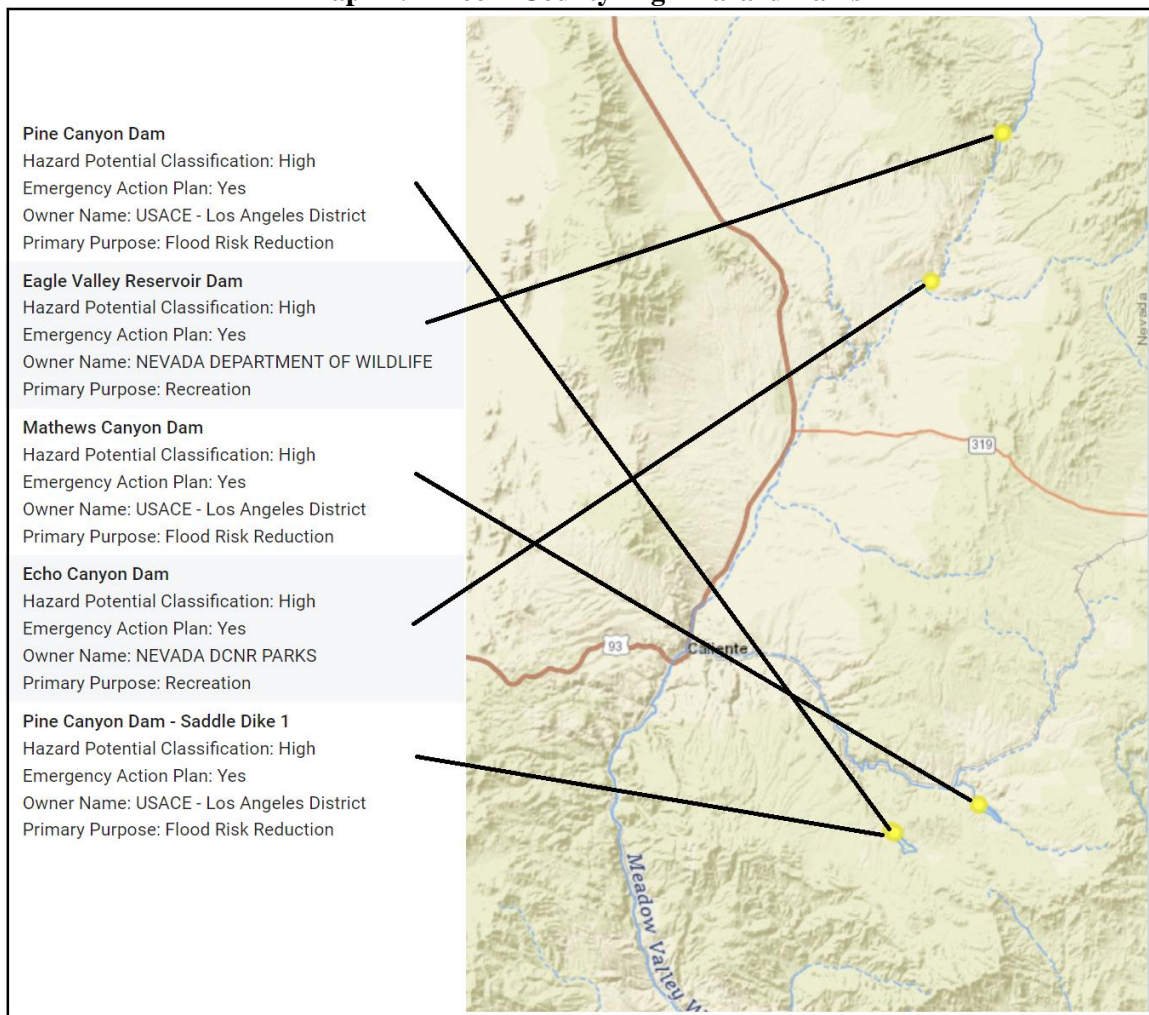 Pine Canyon Dam
Hazard Potential Classification: High
Emergency Action Plan: Yes
Owner Name: USACE - Los Angeles District
Primary Purpose: Flood Risk Reduction
Eagle Valley Reservoir Dam
Hazard Potential Classification: High
Emergency Action Plan: Yes
Owner Name: NEVADA DEPARTMENT OF WILDLIFE
Primary Purpose: Recreation
Mathews Canyon Dam
Hazard Potential Classification: High
Emergency Action Plan: Yes
Owner Name: USACE - Los Angeles District
Primary Purpose: Flood Risk Reduction
Echo Canyon Dam
Hazard Potential Classification: High
Emergency Action Plan: Yes
Owner Name: NEVADA DCNR PARKS
Primary Purpose: Recreation
Pine Canyon Dam - Saddle Dike 1
Hazard Potential Classification: High
Emergency Action Plan: Yes
Owner Name: USACE - Los Angeles District
Primary Purpose: Flood Risk Reduction
Nevada
319
93
Caliente
Meadow Valley W